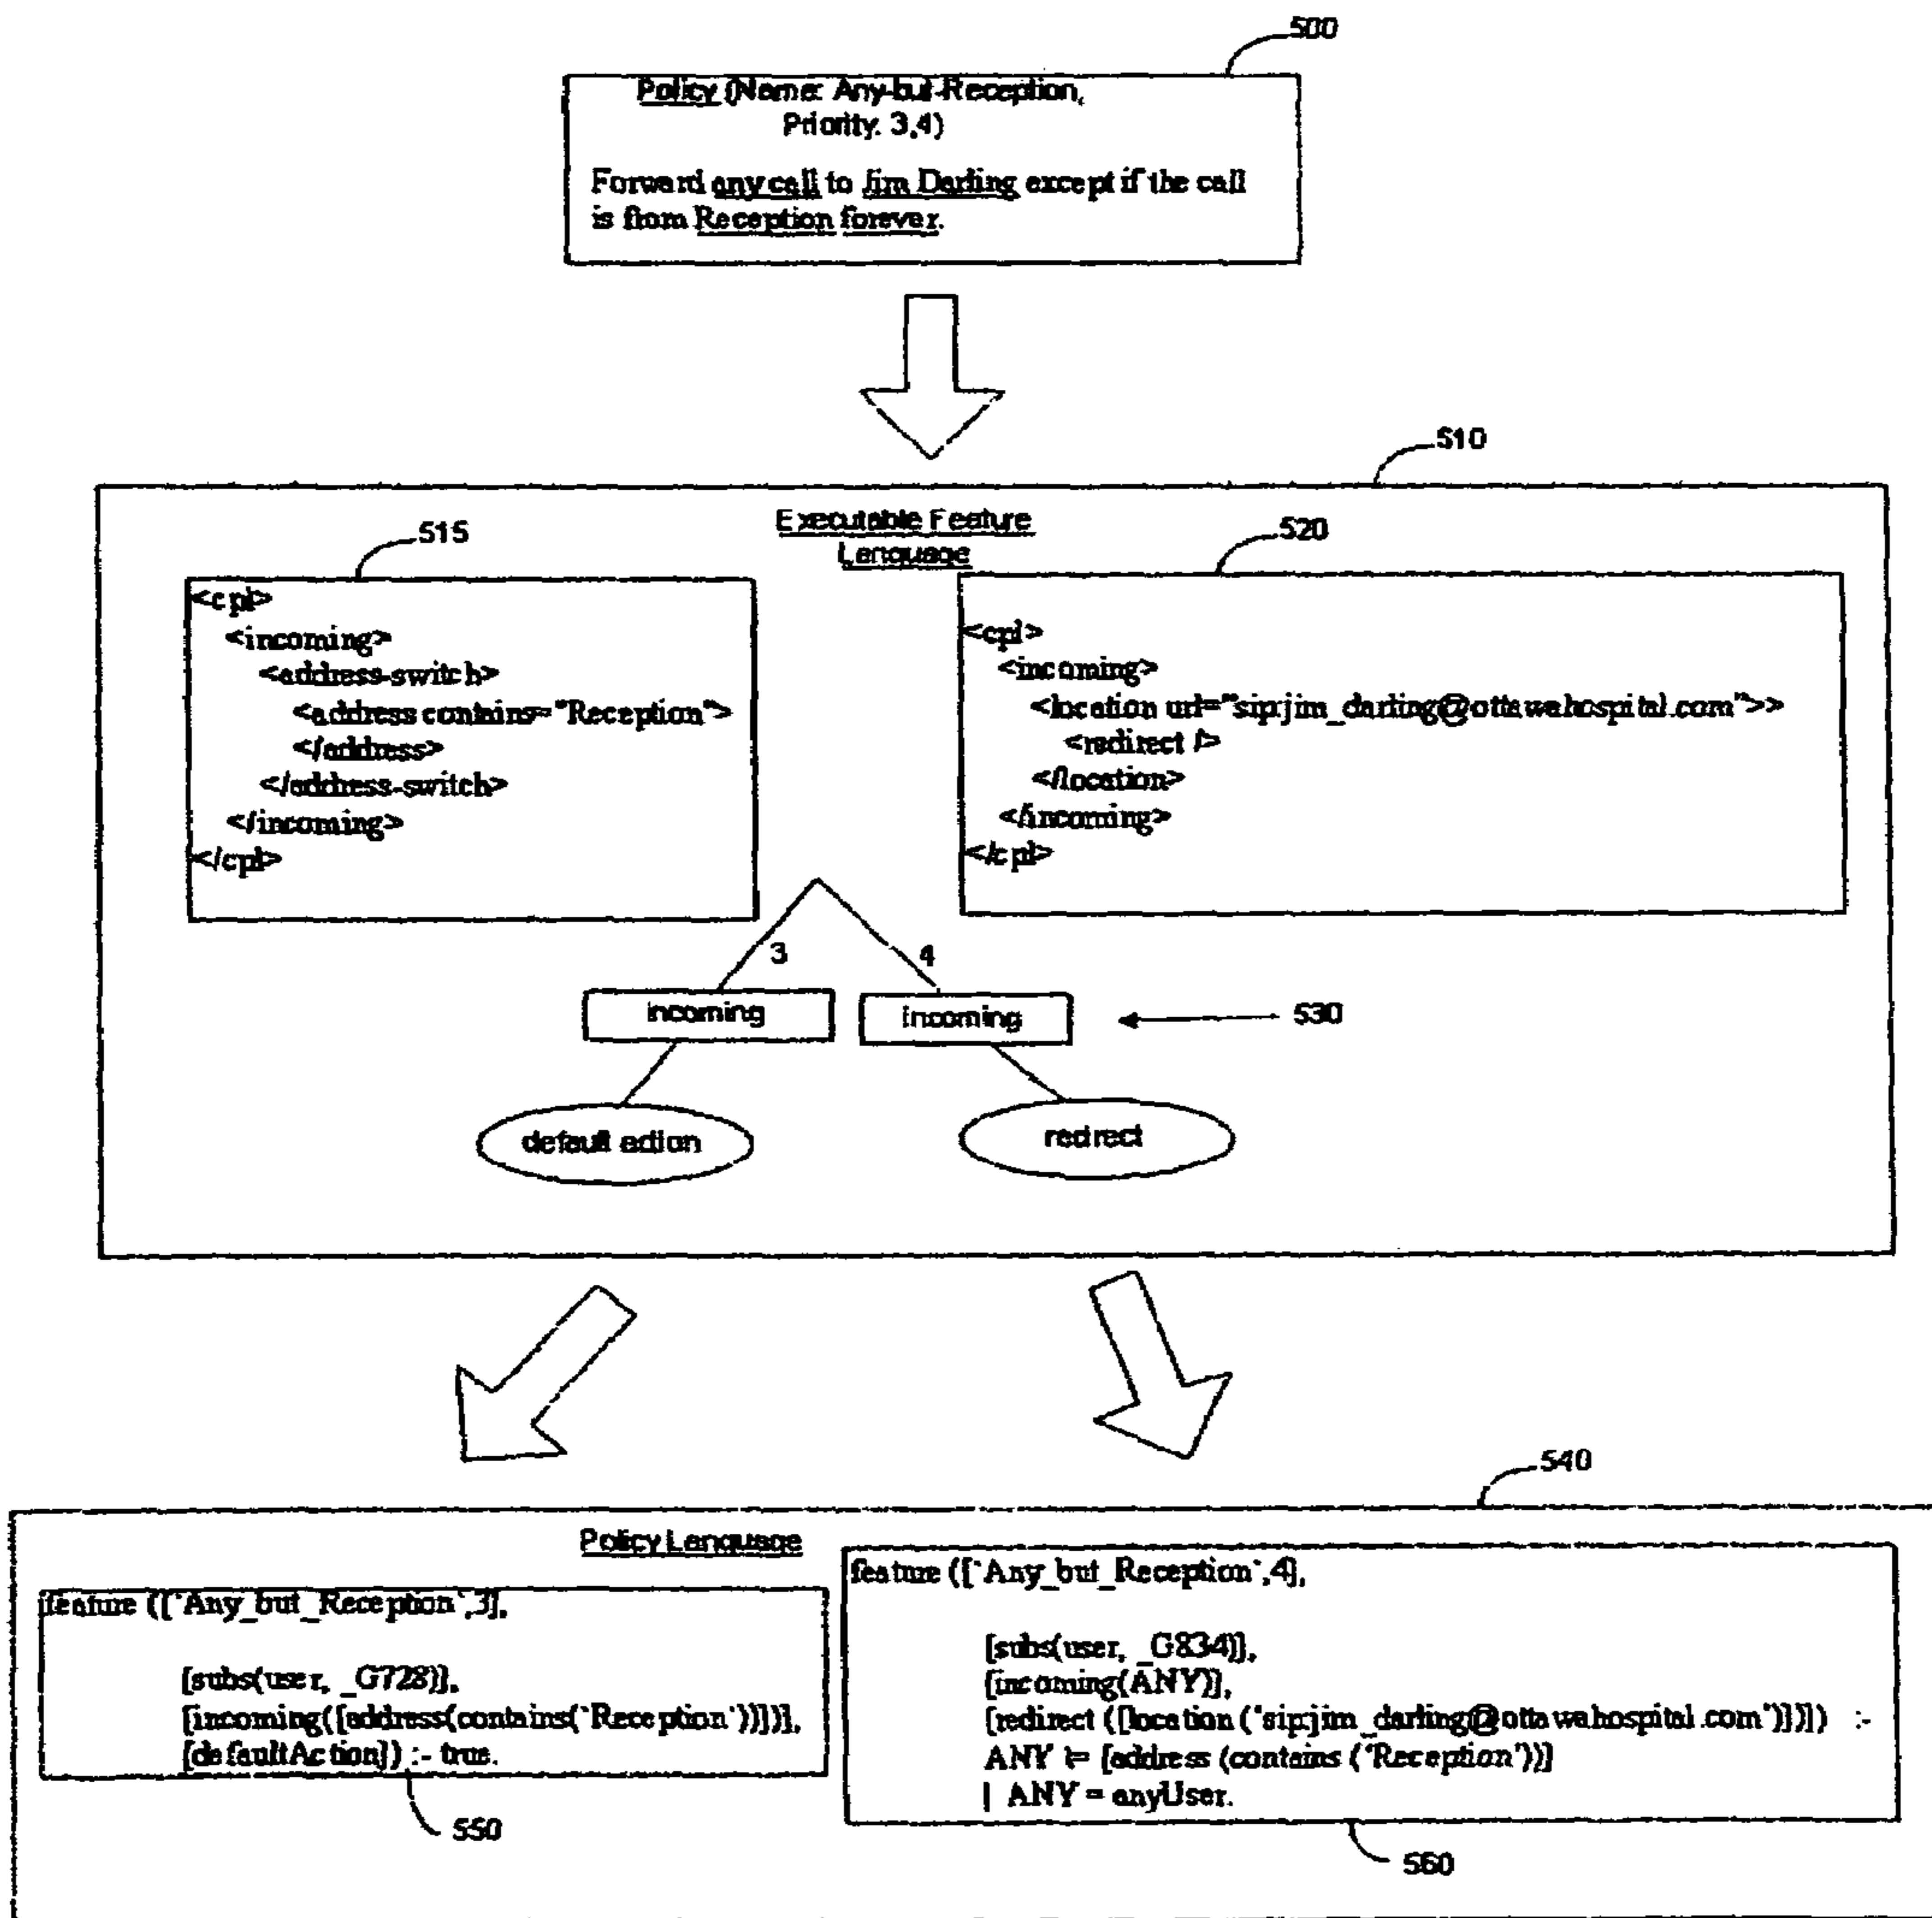 500
Policy (Name: Any-but-Reception,
Priority: 3,4)
Forward any call to Jim Darling except if the call
is from Reception forever.
510
Executable Feature
Language
515
<cpl>
<incoming>
<address-switch>
<address contains="Reception">
</address>
</address-switch>
</incoming>
</cpl>
520
<cpl>
<incoming>
<location url="sip:jim_darling@ottawahospital.com">>
<redirect />
</location>
</incoming>
</cpl>
3
4
incoming
incoming
530
default action
redirect
540
Policy Language
feature (['Any_but_Reception',3],
[subs(user, _G728)],
[incoming([address(contains('Reception'))])],
[defaultAction]) :- true.
550
feature (['Any_but_Reception',4],
[subs(user, _G834)],
[incoming(ANY)],
[redirect ([location ('sip:jim_darling@ottawahospital.com')])]) :-
ANY \= [address (contains ('Reception'))]
| ANY = anyUser.
560